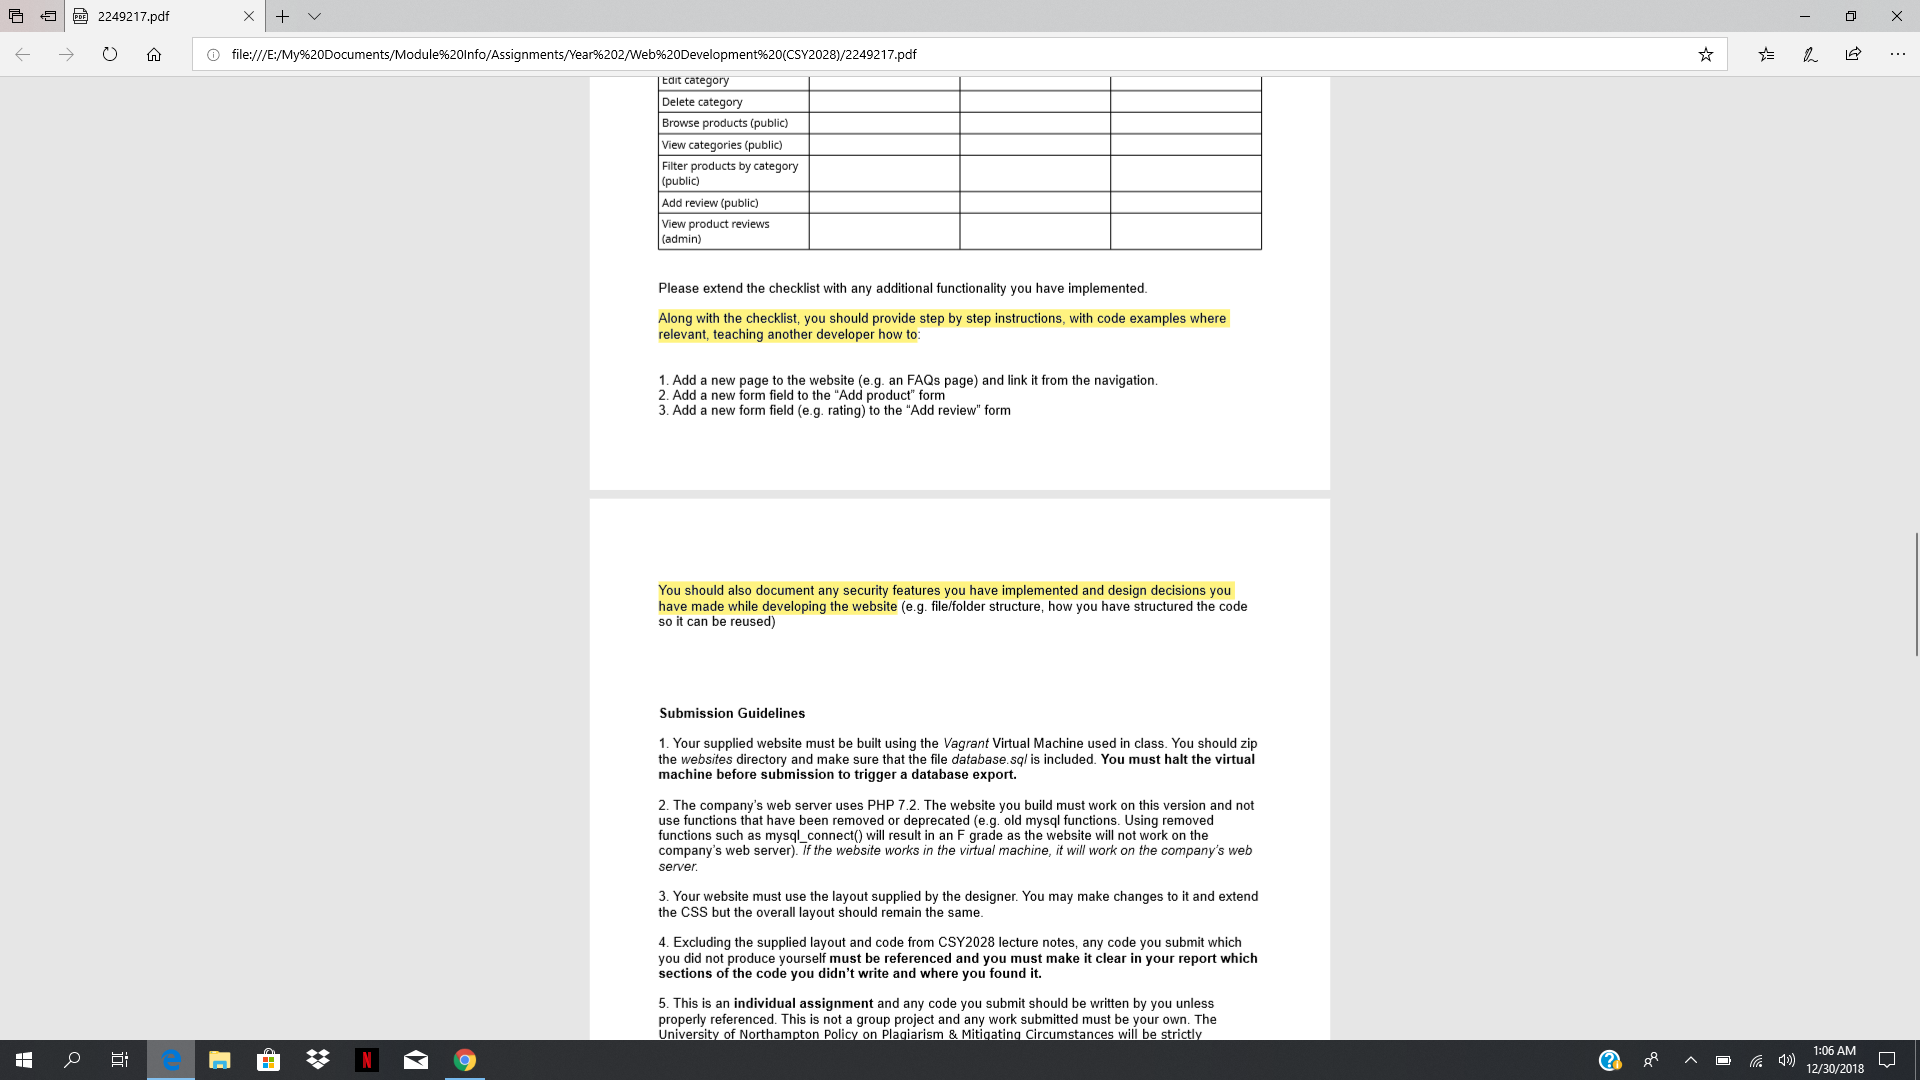 2249217.pdf
file:///E:/My%20Documents/Module%20Info/Assignments/Year%202/Web%20Development%20(CSY2028)/2249217.pdf
Edit category
Delete category
Browse products (public)
View categories (public)
Filter products by category
(public)
Add review (public)
View product reviews
(admin)
Please extend the checklist with any additional functionality you have implemented.
Along with the checklist, you should provide step by step instructions, with code examples where
relevant, teaching another developer how to:
1. Add a new page to the website (e.g. an FAQs page) and link it from the navigation.
2. Add a new form field to the “Add product” form
3. Add a new form field (e.g. rating) to the “Add review” form
You should also document any security features you have implemented and design decisions you
have made while developing the website (e.g. file/folder structure, how you have structured the code
so it can be reused)
Submission Guidelines
1. Your supplied website must be built using the Vagrant Virtual Machine used in class. You should zip
the websites directory and make sure that the file database.sql is included. You must halt the virtual
machine before submission to trigger a database export.
2. The company’s web server uses PHP 7.2. The website you build must work on this version and not
use functions that have been removed or deprecated (e.g. old mysql functions. Using removed
functions such as mysql_connect() will result in an F grade as the website will not work on the
company’s web server). If the website works in the virtual machine, it will work on the company’s web
server.
3. Your website must use the layout supplied by the designer. You may make changes to it and extend
the CSS but the overall layout should remain the same.
4. Excluding the supplied layout and code from CSY2028 lecture notes, any code you submit which
you did not produce yourself must be referenced and you must make it clear in your report which
sections of the code you didn’t write and where you found it.
5. This is an individual assignment and any code you submit should be written by you unless
properly referenced. This is not a group project and any work submitted must be your own. The
University of Northampton Policy on Plagiarism & Mitigating Circumstances will be strictly
1:06 AM
12/30/2018